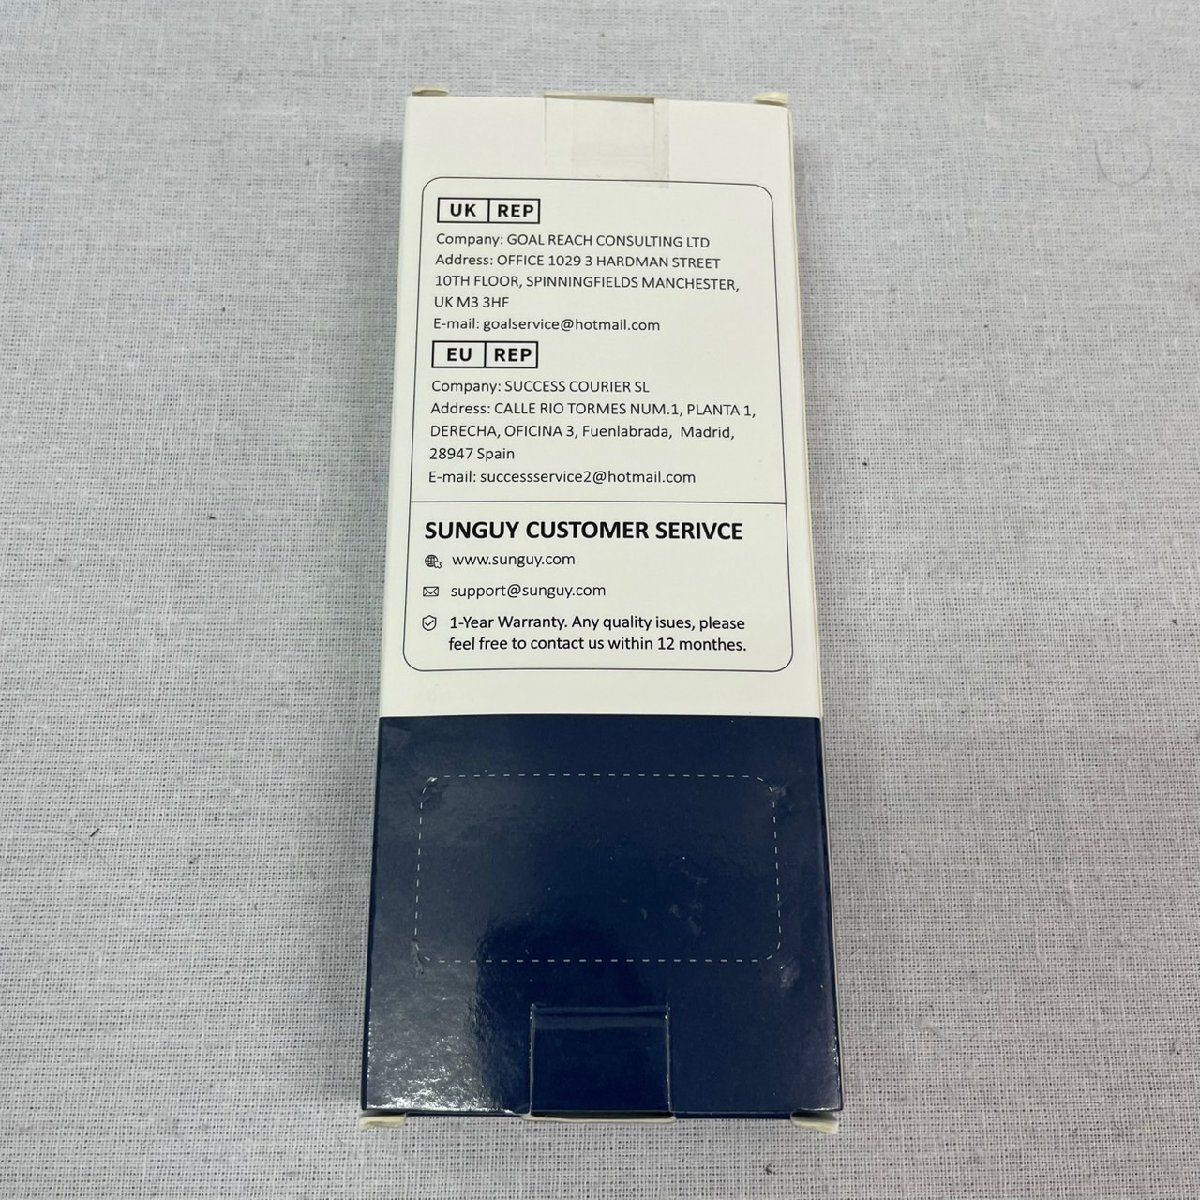 UK REP
Company: GOAL REACH CONSULTING LTD
Address: OFFICE 1029 3 HARDMAN STREET
10TH FLOOR, SPINNINGFIELDS MANCHESTER,
UK M3 3HF
E-mail: goalservice@hotmail.com
EU REP
Company: SUCCESS COURIER SL
Address: CALLE RIO TORMES NUM.1, PLANTA 1,
DERECHA, OFICINA 3, Fuenlabrada, Madrid,
28947 Spain
E-mail: successservice2@hotmail.com
SUNGUY CUSTOMER SERIVCE
www.sunguy.com
support@sunguy.com
1-Year Warranty. Any quality isues, please
feel free to contact us within 12 monthes.